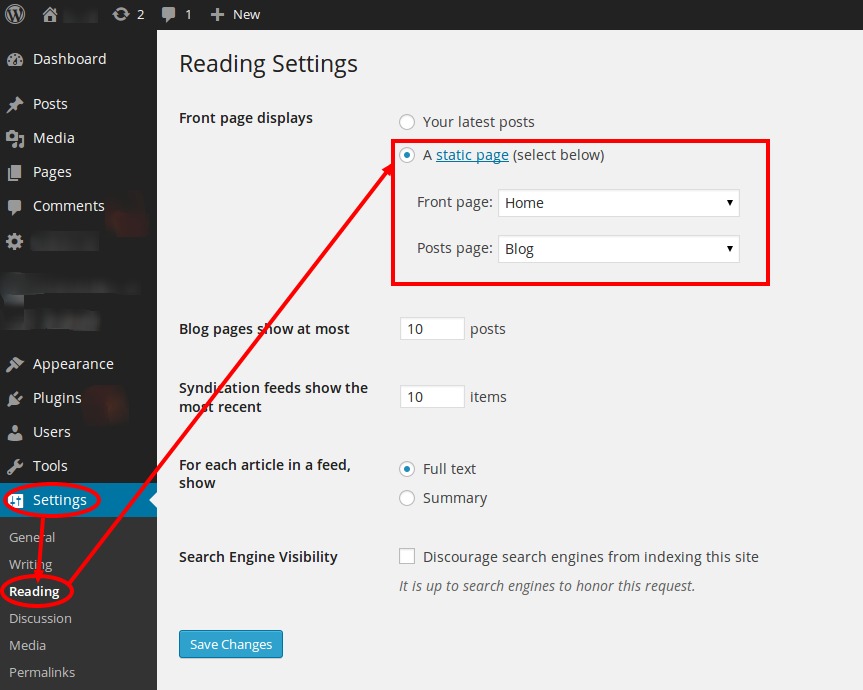 2 1 New
Dashboard
Posts
Media
Pages
Comments
Appearance
Plugins
Users
Tools
Settings
General
Writing
Reading
Discussion
Media
Permalinks
Reading Settings
Front page displays
Your latest posts
A static page (select below)
Front page: Home
Posts page: Blog
Blog pages show at most
10 posts
Syndication feeds show the
most recent
10 items
For each article in a feed,
show
Full text
Summary
Search Engine Visibility
Discourage search engines from indexing this site
It is up to search engines to honor this request.
Save Changes